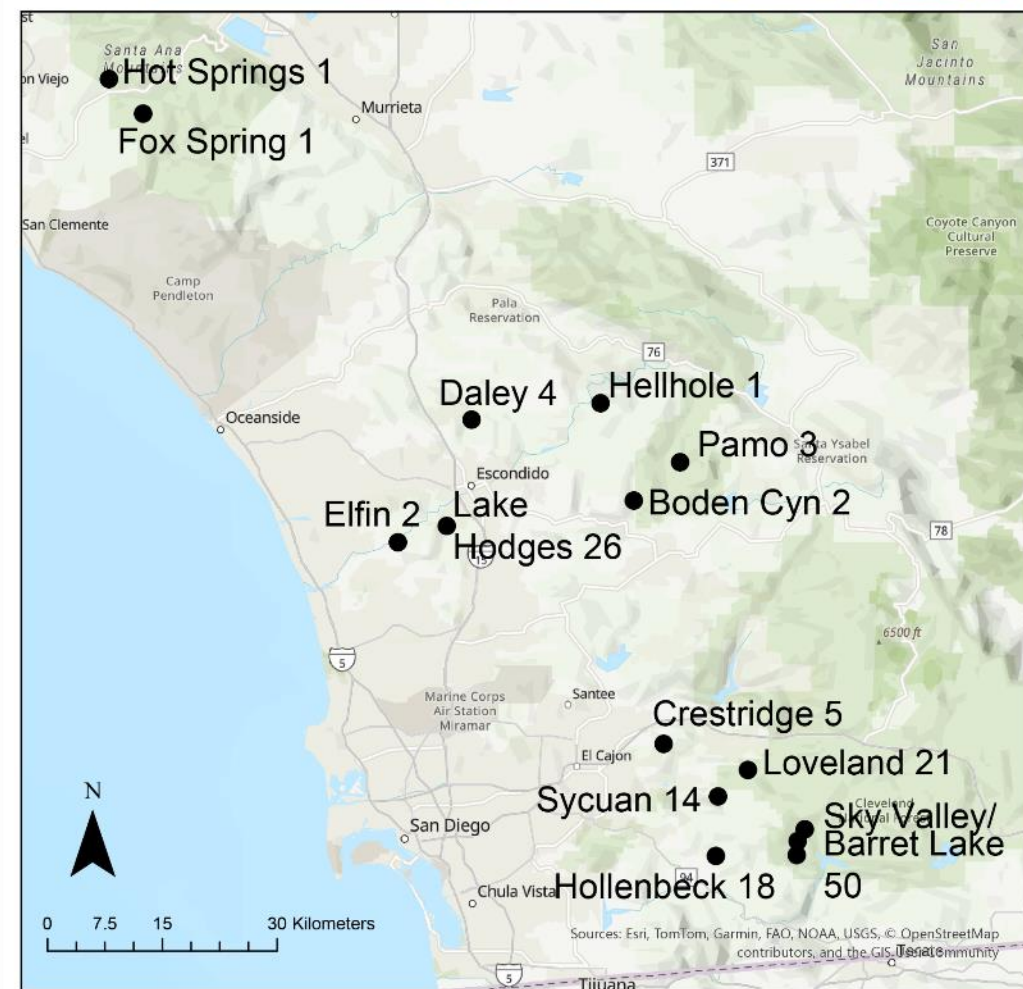 st
Santa Ana
Mountains
Hot Springs 1
on Viejo
Fox Spring 1
el
Murrieta
San
Jacinto
Mountains
371
San Clemente
Coyote Canyon
Cultural
Preserve
Camp
Pendleton
Pala
Reservation
76
Daley 4
Hellhole 1
Oceanside
Pamo 3
Santa Ysabel
Reservation
Escondido
Boden Cyn 2
Elfin 2
Lake
Hodges 26
15
78
6500 ft
5
Marine Corps
Air Station
Miramar
Santee
Crestridge 5
El Cajon
Loveland 21
Sycuan 14
Cleveland
National Forest
Sky Valley/
Barret Lake
50
San Diego
94
Hollenbeck 18
Chula Vista
N
0 7.5 15 30 Kilometers
Sources: Esri, TomTom, Garmin, FAO, NOAA, USGS, © OpenStreetMap
contributors, and the GIS User Community
Tecate
5
Tijuana